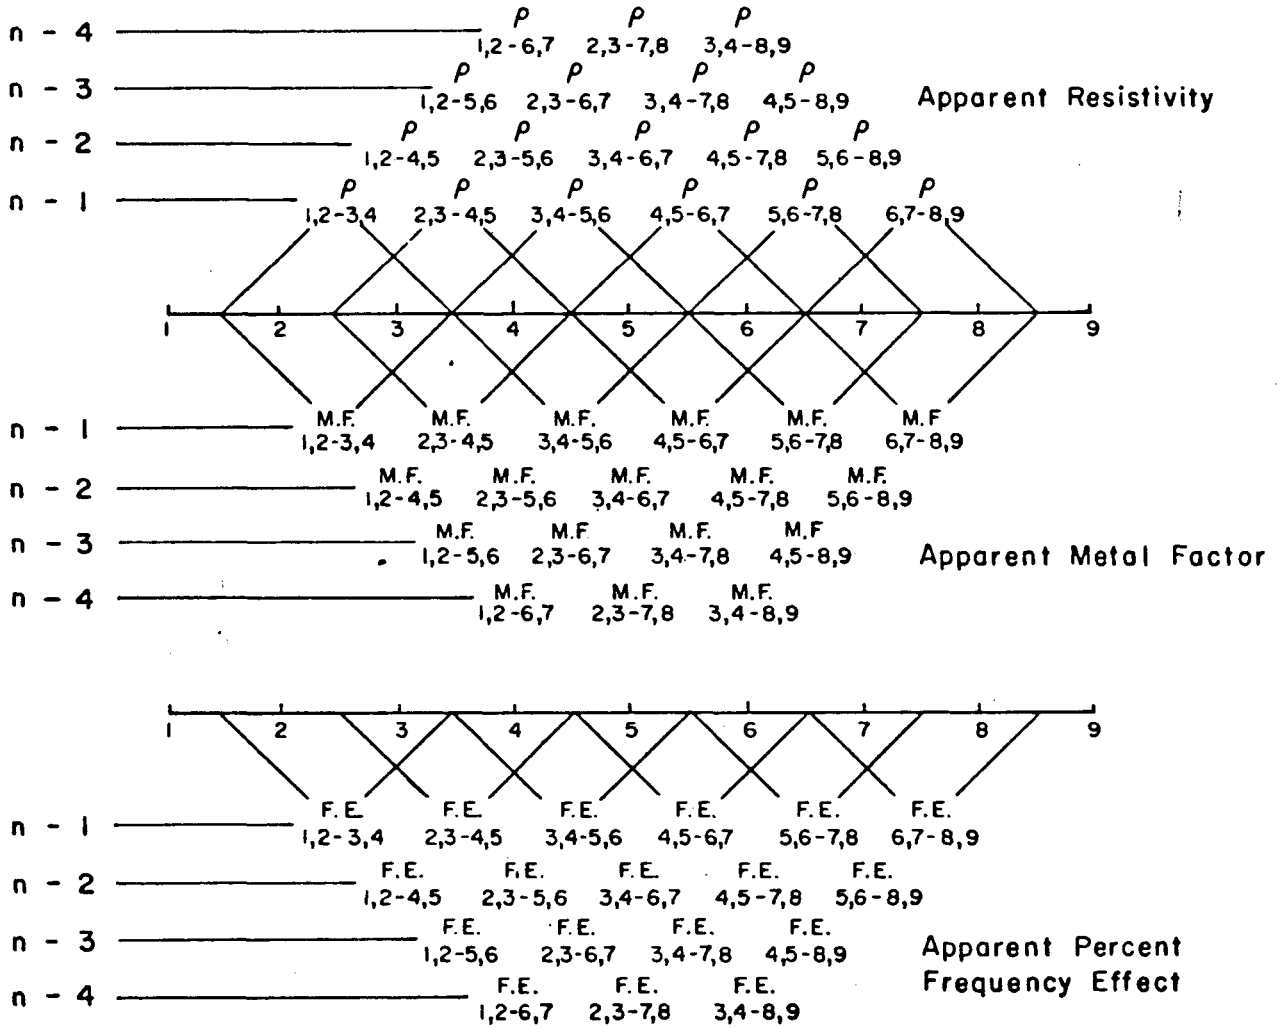 n - 4 ρ ρ ρ
1,2-6,7 2,3-7,8 3,4-8,9
n - 3 ρ ρ ρ ρ
1,2-5,6 2,3-6,7 3,4-7,8 4,5-8,9 Apparent Resistivity
n - 2 ρ ρ ρ ρ ρ
1,2-4,5 2,3-5,6 3,4-6,7 4,5-7,8 5,6-8,9
n - 1 ρ ρ ρ ρ ρ ρ
1,2-3,4 2,3-4,5 3,4-5,6 4,5-6,7 5,6-7,8 6,7-8,9
1 2 3 4 5 6 7 8 9
n - 1 M.F. M.F. M.F. M.F. M.F. M.F
1,2-3,4 2,3-4,5 3,4-5,6 4,5-6,7 5,6-7,8 6,7-8,9
n - 2 M.F. M.F. M.F. M.F. M.F.
1,2-4,5 2,3-5,6 3,4-6,7 4,5-7,8 5,6-8,9
n - 3 M.F. M.F. M.F. M.F
1,2-5,6 2,3-6,7 3,4-7,8 4,5-8,9 Apparent Metal Factor
n - 4 M.F. M.F. M.F.
1,2-6,7 2,3-7,8 3,4-8,9
1 2 3 4 5 6 7 8 9
n - 1 F.E. F.E. F.E. F.E. F.E. F.E.
1,2-3,4 2,3-4,5 3,4-5,6 4,5-6,7 5,6-7,8 6,7-8,9
n - 2 F.E. F.E. F.E. F.E. F.E.
1,2-4,5 2,3-5,6 3,4-6,7 4,5-7,8 5,6-8,9
n - 3 F.E. F.E. F.E. F.E.
1,2-5,6 2,3-6,7 3,4-7,8 4,5-8,9 Apparent Percent
Frequency Effect
n - 4 F.E. F.E. F.E.
1,2-6,7 2,3-7,8 3,4-8,9